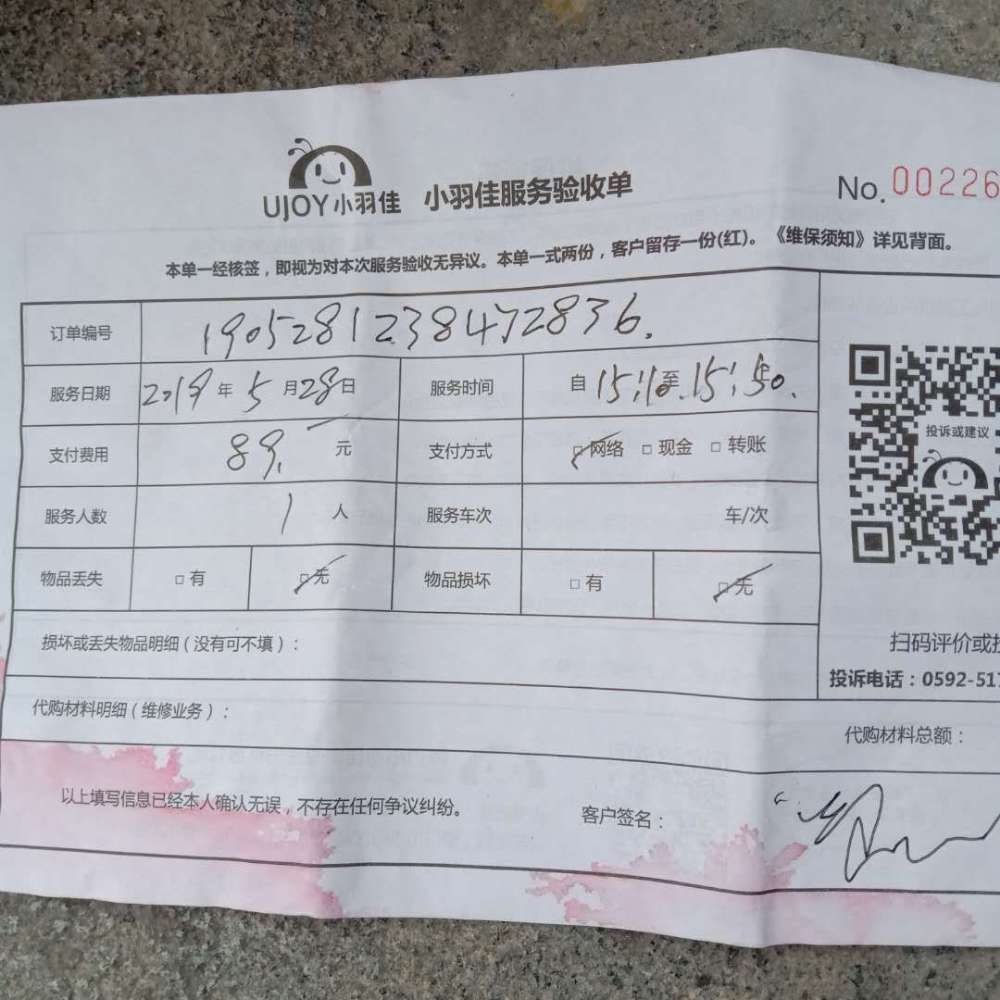 UJOY小羽佳 小羽佳服务验收单 No.00226
本单一经核签，即视为对本次服务验收无异议。本单一式两份，客户留存一份(红)。《维保须知》详见背面。
订单编号 19052812384472836.
服务日期 2019年5月28日 服务时间 自15:10至15:50.
支付费用 89.元 支付方式 □网络 □现金 □转账
投诉或建议
服务人数 1人 服务车次 车/次
物品丢失 □有 □无 物品损坏 □有 □无
损坏或丢失物品明细（没有可不填）：
扫码评价或
投诉电话：0592-517
代购材料明细（维修业务）：
代购材料总额：
以上填写信息已经本人确认无误，不存在任何争议纠纷。 客户签名：